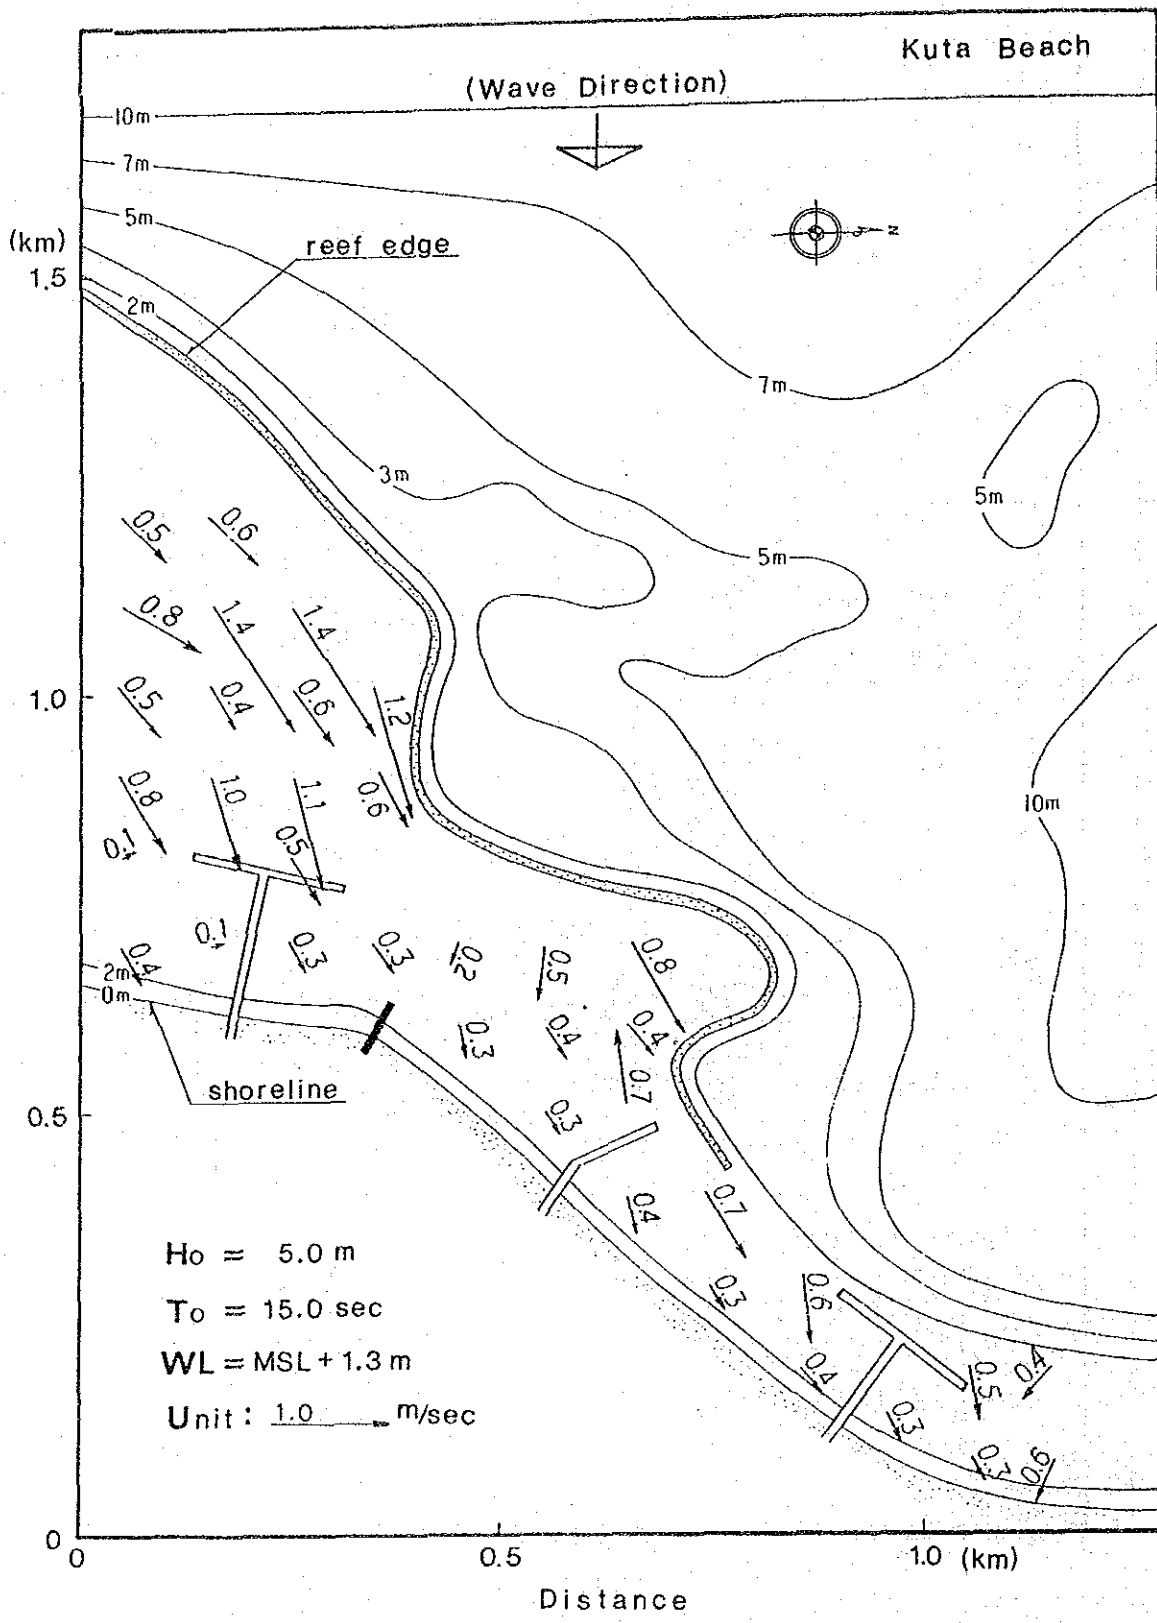 Kuta Beach
(Wave Direction)
10m
7m
5m
(km)
reef edge
N
1.5
2m
7m
3m
5m
5m
0.5
0.6
0.8
1.4
1.4
1.0
0.5
0.4
0.6
1.2
0.8
1.0
1.1
0.6
10m
0.1
0.5
0.1
0.3
0.3
0.2
0.5
0.8
2m
0.4
0m
0.3
0.4
0.4
shoreline
0.7
0.5
0.3
0.4
0.7
Ho = 5.0 m
0.3
0.6
To = 15.0 sec
WL = MSL + 1.3 m
0.4
0.5
0.4
Unit : 1.0 m/sec
0.3
0.3
0.6
0
0
0.5
1.0 (km)
Distance